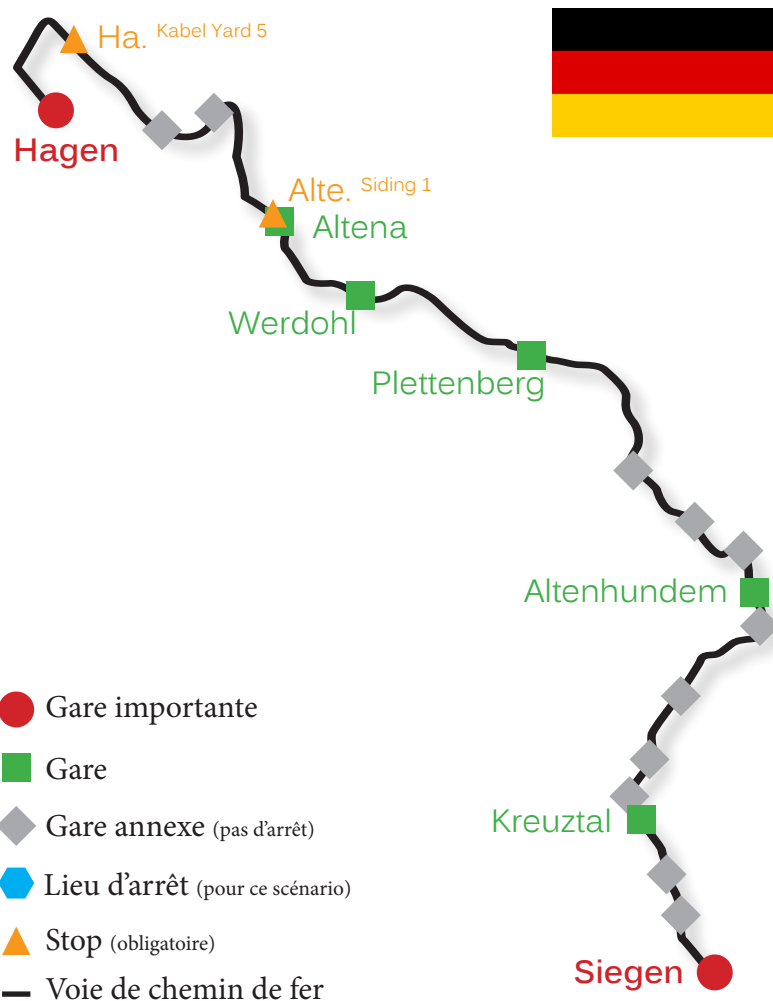 Ha. Kabel Yard 5
Hagen
Alte. Siding 1
Altena
Werdohl
Plettenberg
Altenhundem
Gare importante
Gare
Gare annexe (pas d'arrêt)
Kreuztal
Lieu d'arrêt (pour ce scénario)
Stop (obligatoire)
Siegen
Voie de chemin de fer